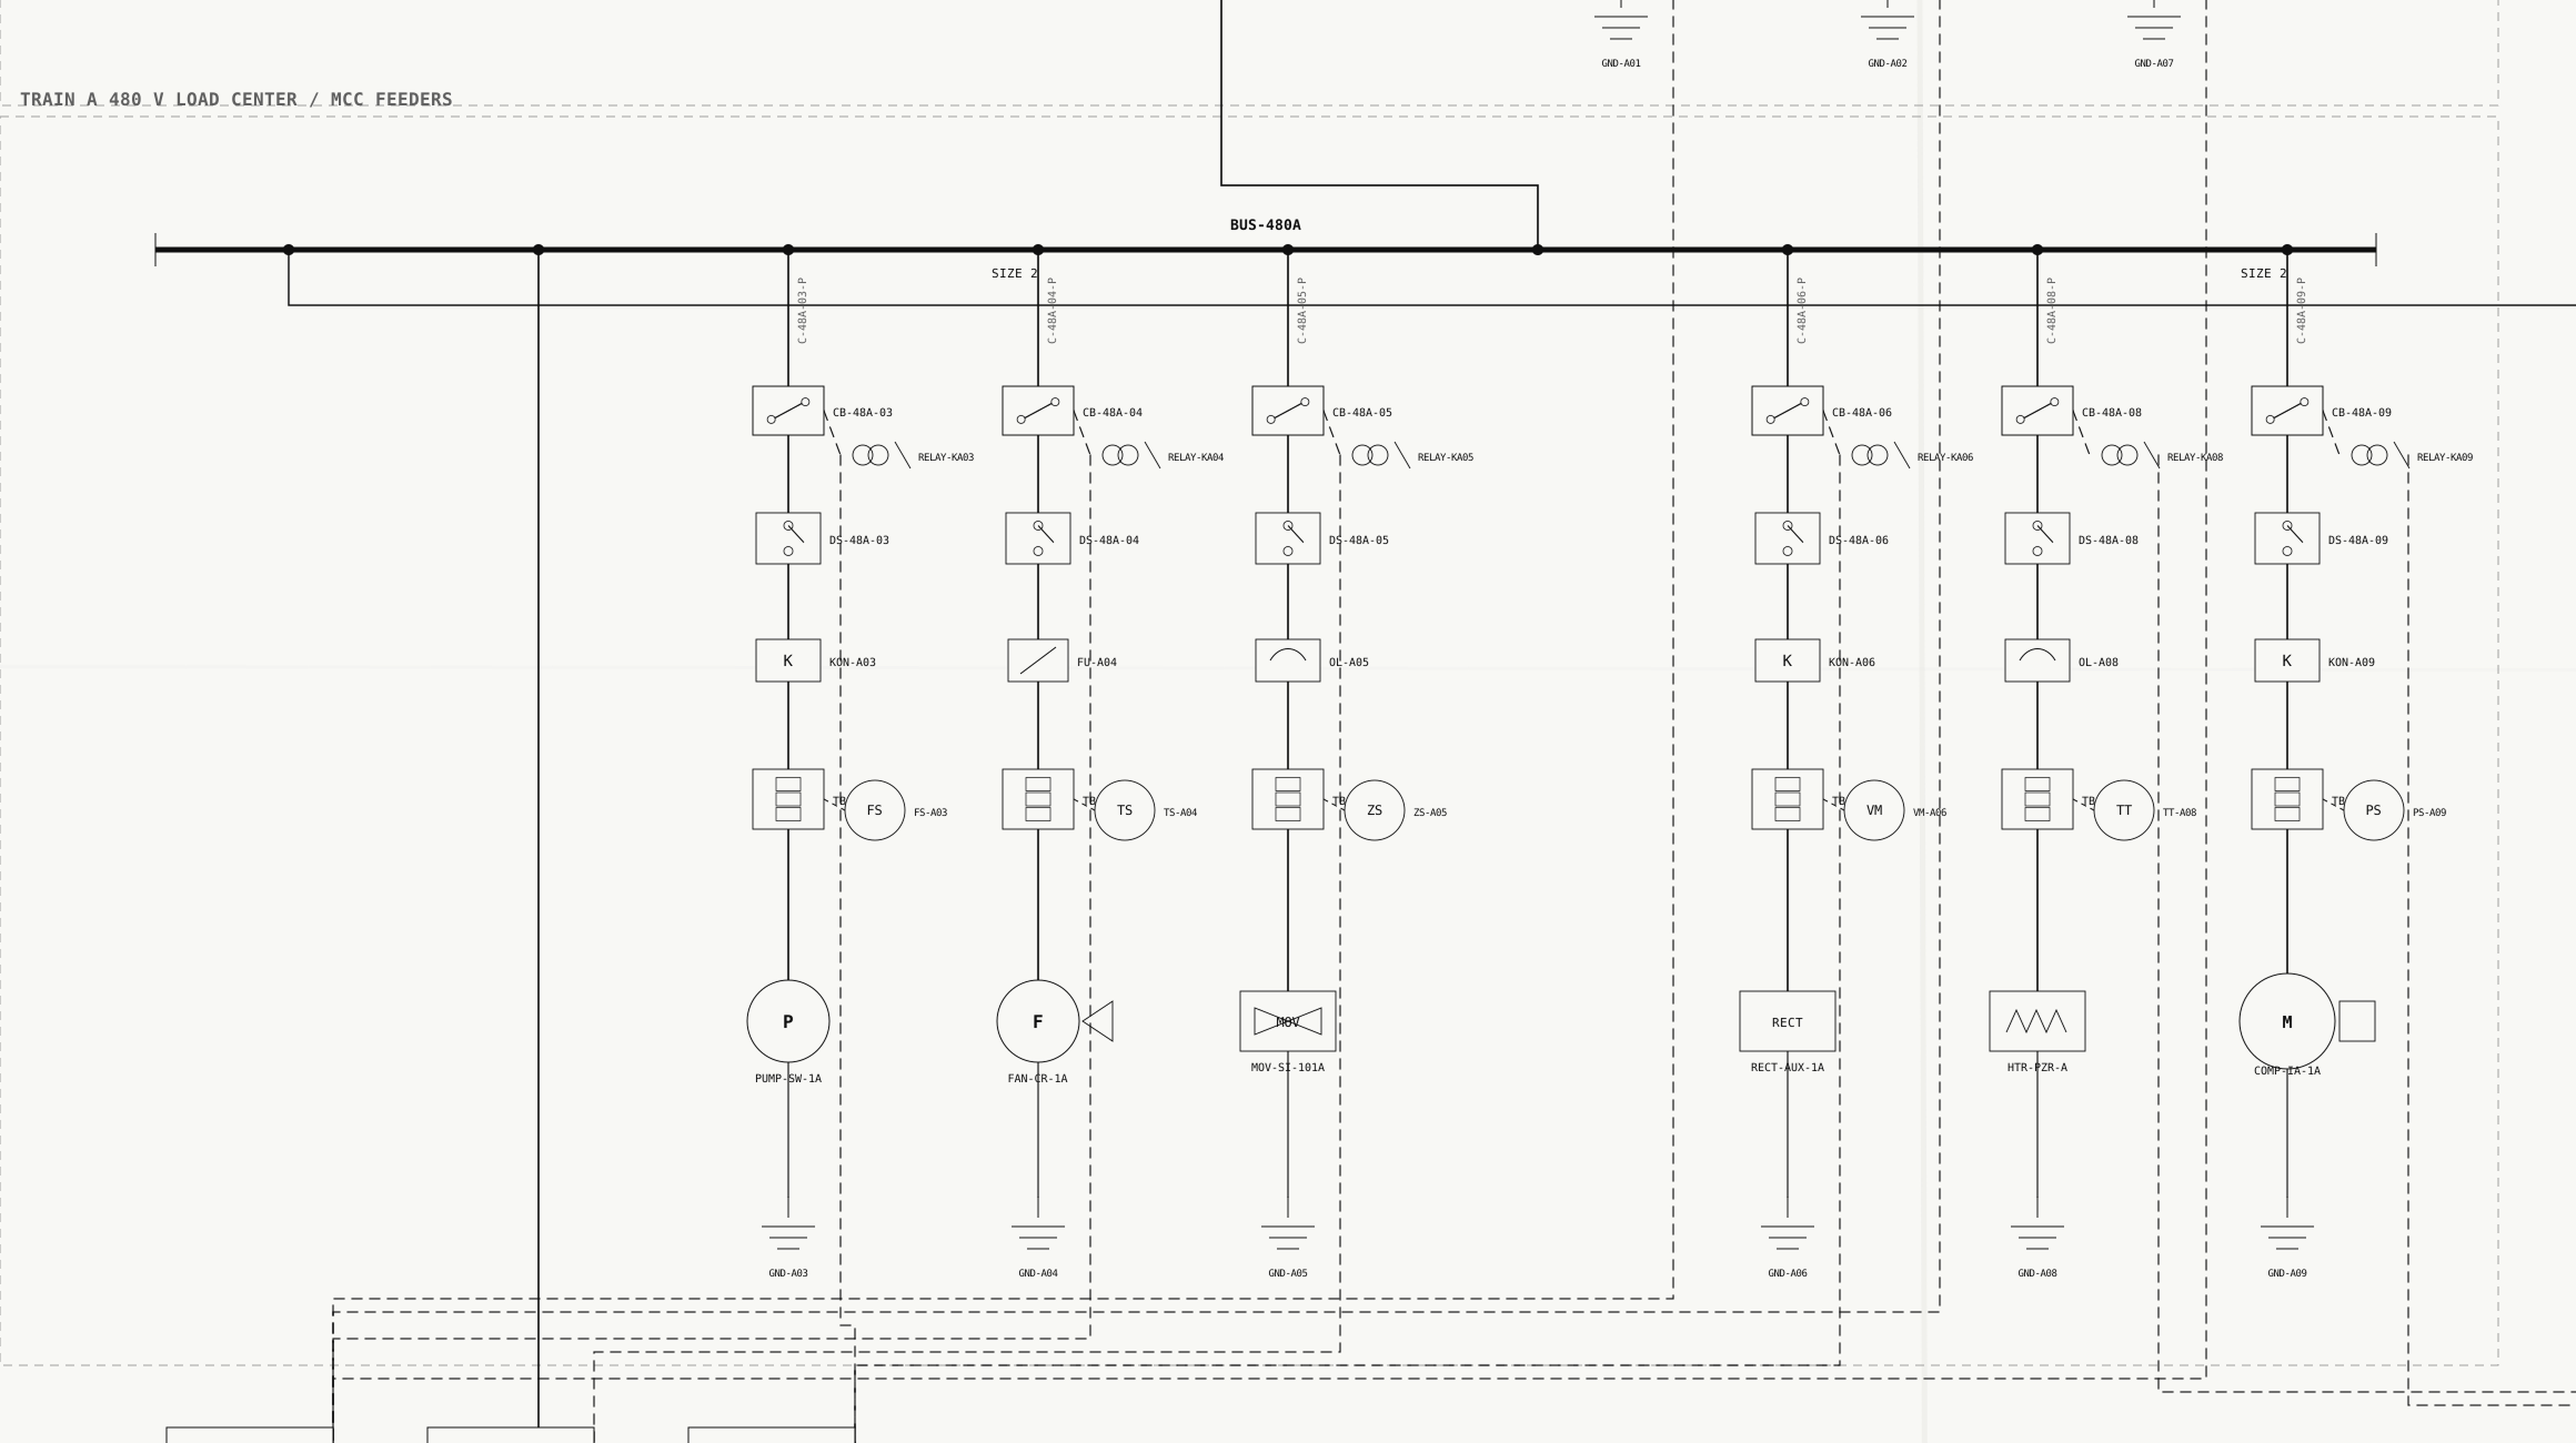 GND-A01 GND-A02 GND-A07
TRAIN A 480 V LOAD CENTER / MCC FEEDERS
BUS-480A
SIZE 2 SIZE 2
C-48A-03-P C-48A-04-P C-48A-05-P C-48A-06-P C-48A-08-P C-48A-09-P
CB-48A-03 CB-48A-04 CB-48A-05 CB-48A-06 CB-48A-08 CB-48A-09
RELAY-KA03 RELAY-KA04 RELAY-KA05 RELAY-KA06 RELAY-KA08 RELAY-KA09
DS-48A-03 DS-48A-04 DS-48A-05 DS-48A-06 DS-48A-08 DS-48A-09
K KON-A03 FU-A04 OL-A05 K KON-A06 OL-A08 K KON-A09
TB TB TB TB TB TB
FS FS-A03 TS TS-A04 ZS ZS-A05 VM VM-A06 TT TT-A08 PS PS-A09
P F MOV RECT M
PUMP-SW-1A FAN-CR-1A MOV-SI-101A RECT-AUX-1A HTR-PZR-A COMP-IA-1A
GND-A03 GND-A04 GND-A05 GND-A06 GND-A08 GND-A09